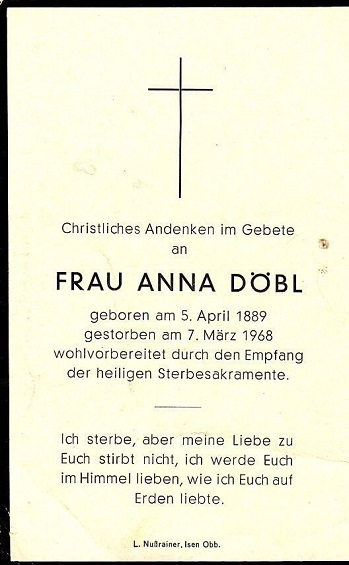 Christliches Andenken im Gebete
an
FRAU ANNA DÖBL
geboren am 5. April 1889
gestorben am 7. März 1968
wohlvorbereitet durch den Empfang
der heiligen Sterbesakramente.
Ich sterbe, aber meine Liebe zu
Euch stirbt nicht, ich werde Euch
im Himmel lieben, wie ich Euch auf
Erden liebte.
L. Nußrainer, Isen Obb.